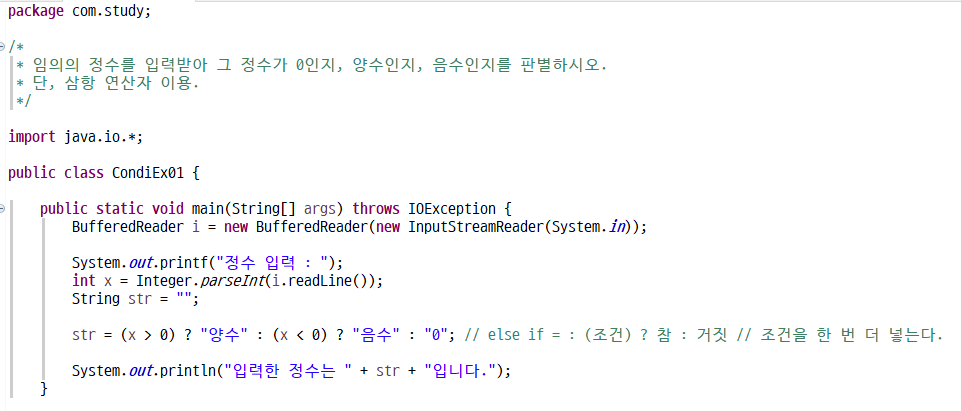 package com.study;
/*
 * 임의의 정수를 입력받아 그 정수가 0인지, 양수인지, 음수인지를 판별하시오.
 * 단, 삼항 연산자 이용.
 */
import java.io.*;
public class CondiEx01 {
public static void main(String[] args) throws IOException {
BufferedReader i = new BufferedReader(new InputStreamReader(System.in));
System.out.printf("정수 입력 : ");
int x = Integer.parseInt(i.readLine());
String str = "";
str = (x > 0) ? "양수" : (x < 0) ? "음수" : "0"; // else if = : (조건) ? 참 : 거짓 // 조건을 한 번 더 넣는다.
System.out.println("입력한 정수는 " + str + "입니다.");
}